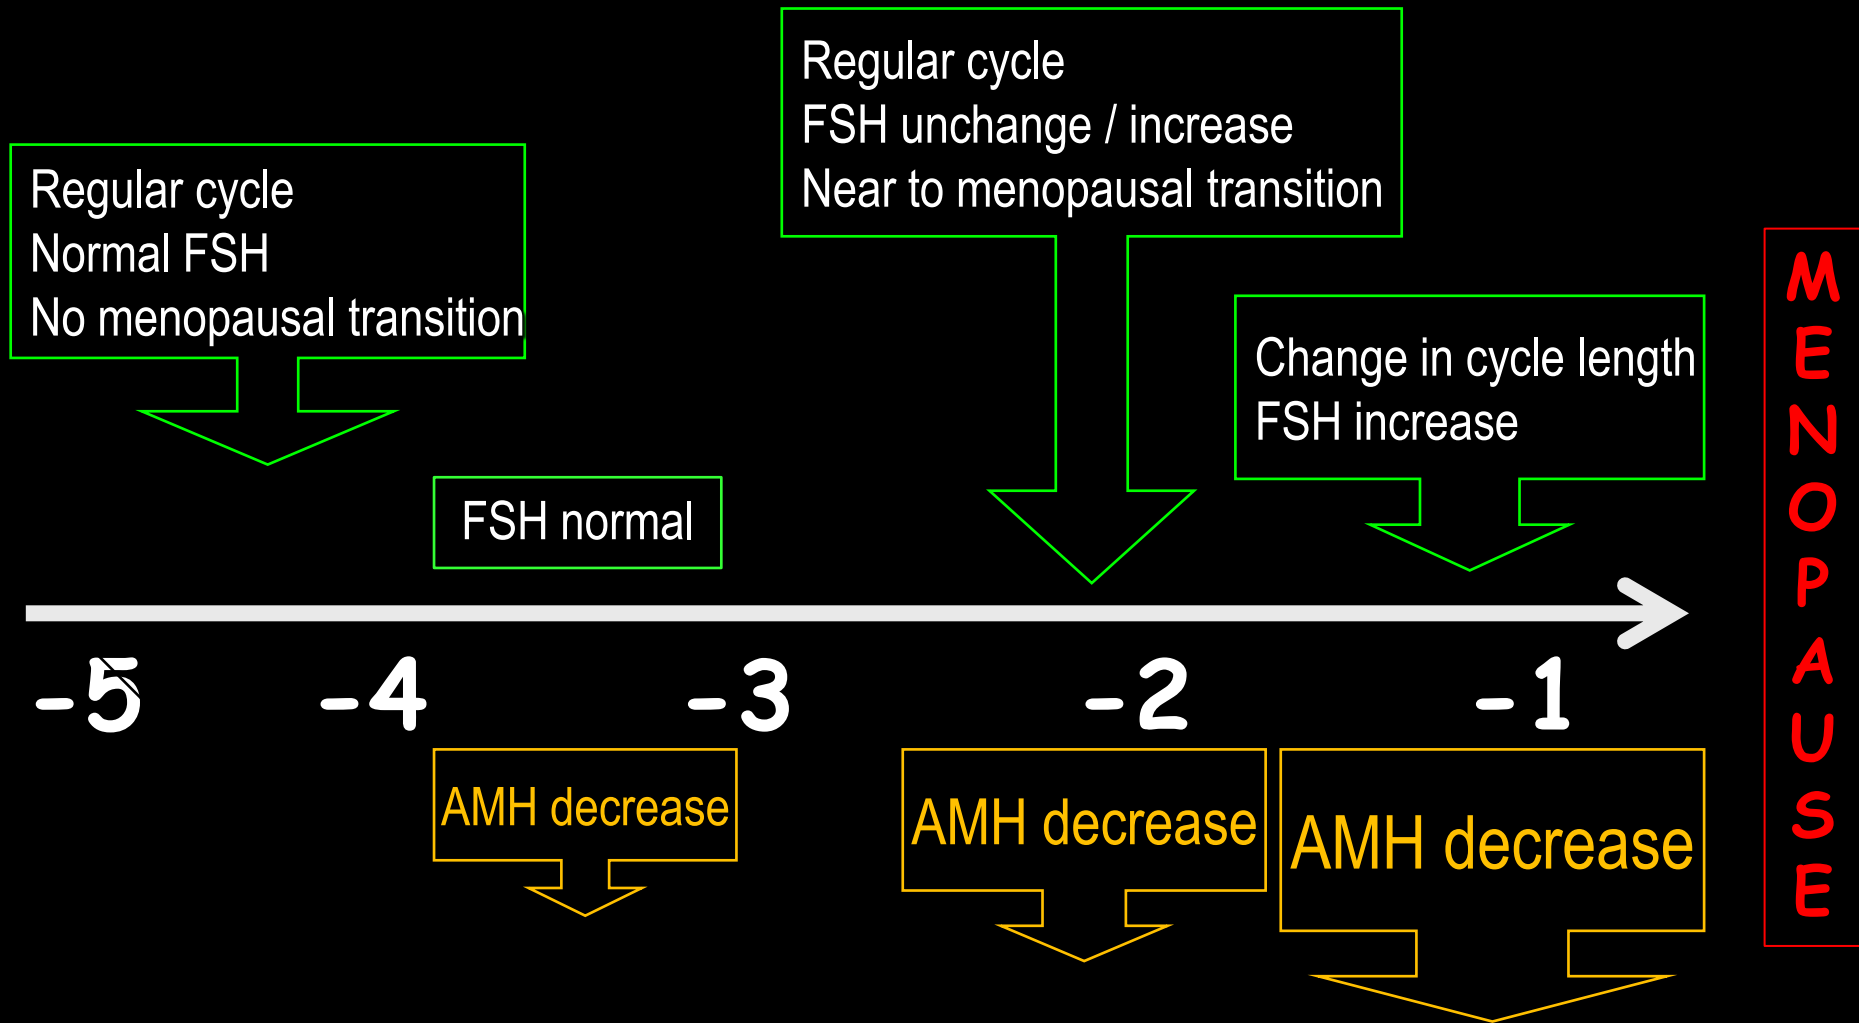 Regular cycle
Normal FSH
No menopausal transition
Regular cycle
FSH unchange / increase
Near to menopausal transition
Change in cycle length
FSH increase
FSH normal
-5 -4 -3 -2 -1
AMH decrease
AMH decrease
AMH decrease
MENOPAUSE